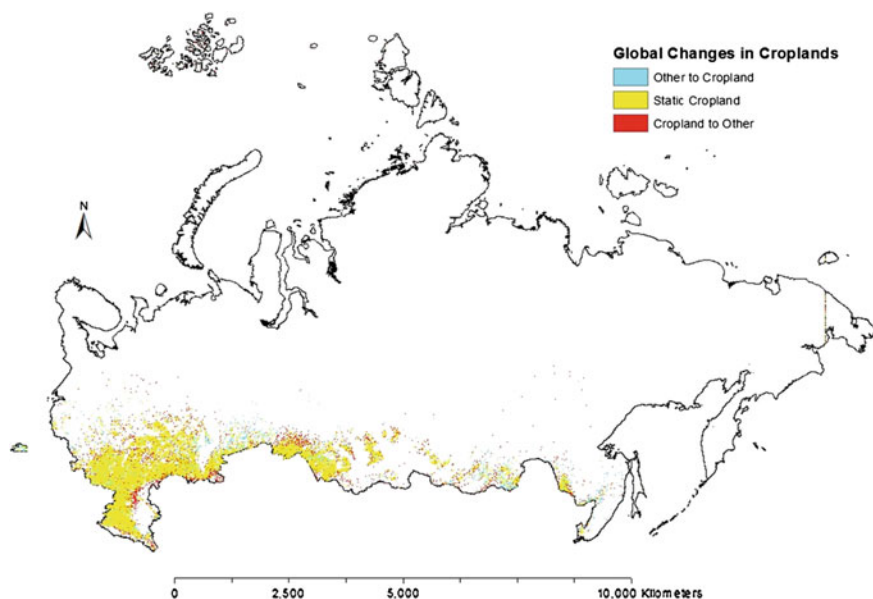 Global Changes in Croplands
Other to Cropland
Static Cropland
Cropland to Other
N
0 2,500 5,000 10,000 Kilometers